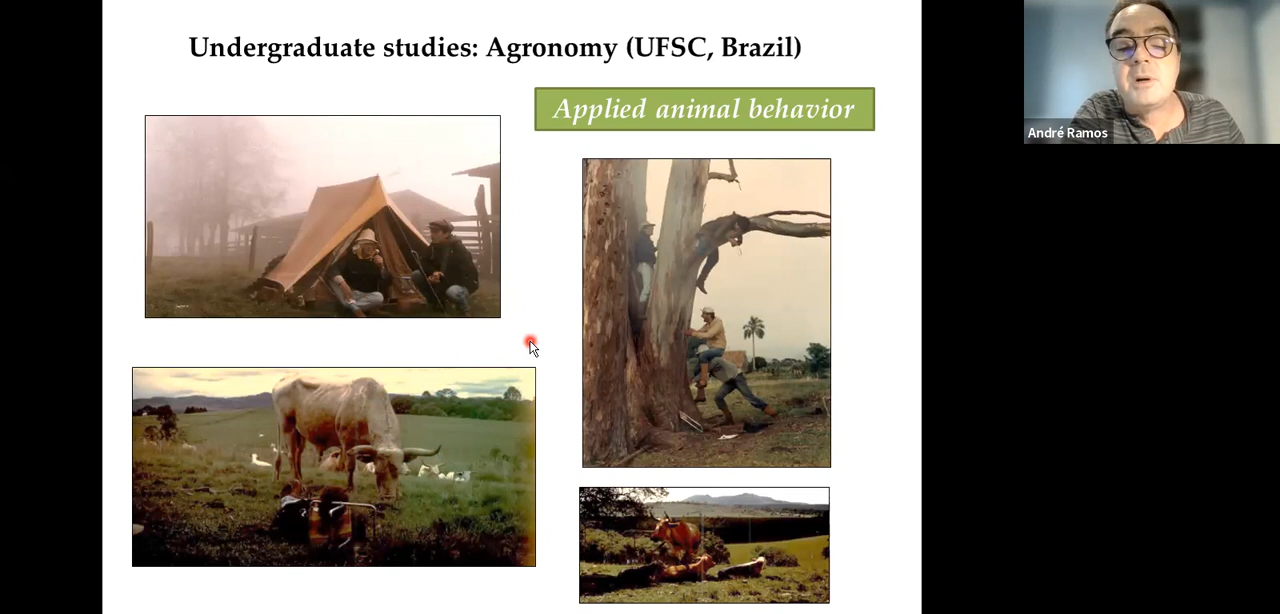 Undergraduate studies: Agronomy (UFSC, Brazil)
Applied animal behavior
André Ramos